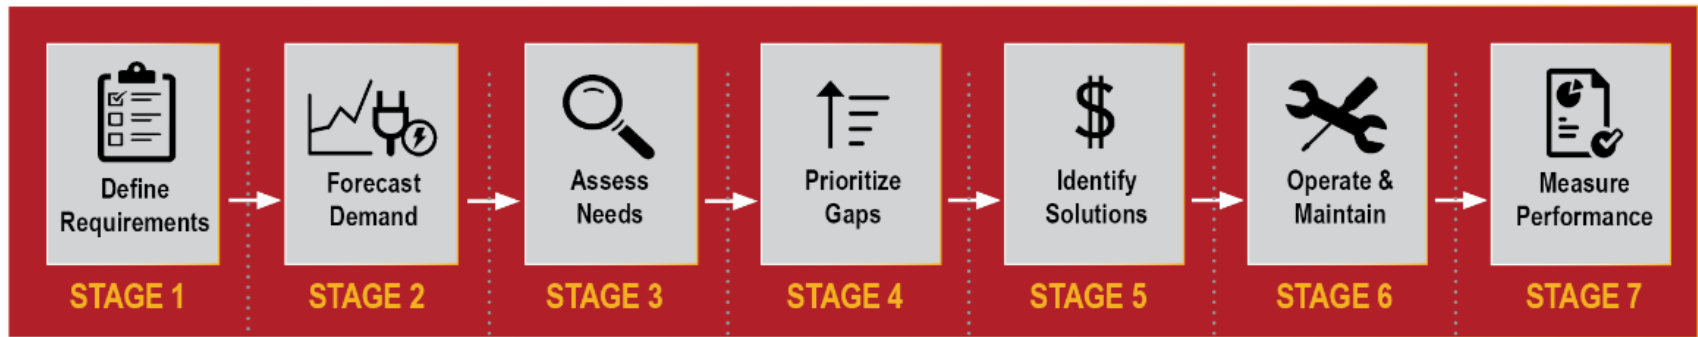 Define
Requirements
STAGE 1
Forecast
Demand
STAGE 2
Assess
Needs
STAGE 3
Prioritize
Gaps
STAGE 4
Identify
Solutions
STAGE 5
Operate &
Maintain
STAGE 6
Measure
Performance
STAGE 7